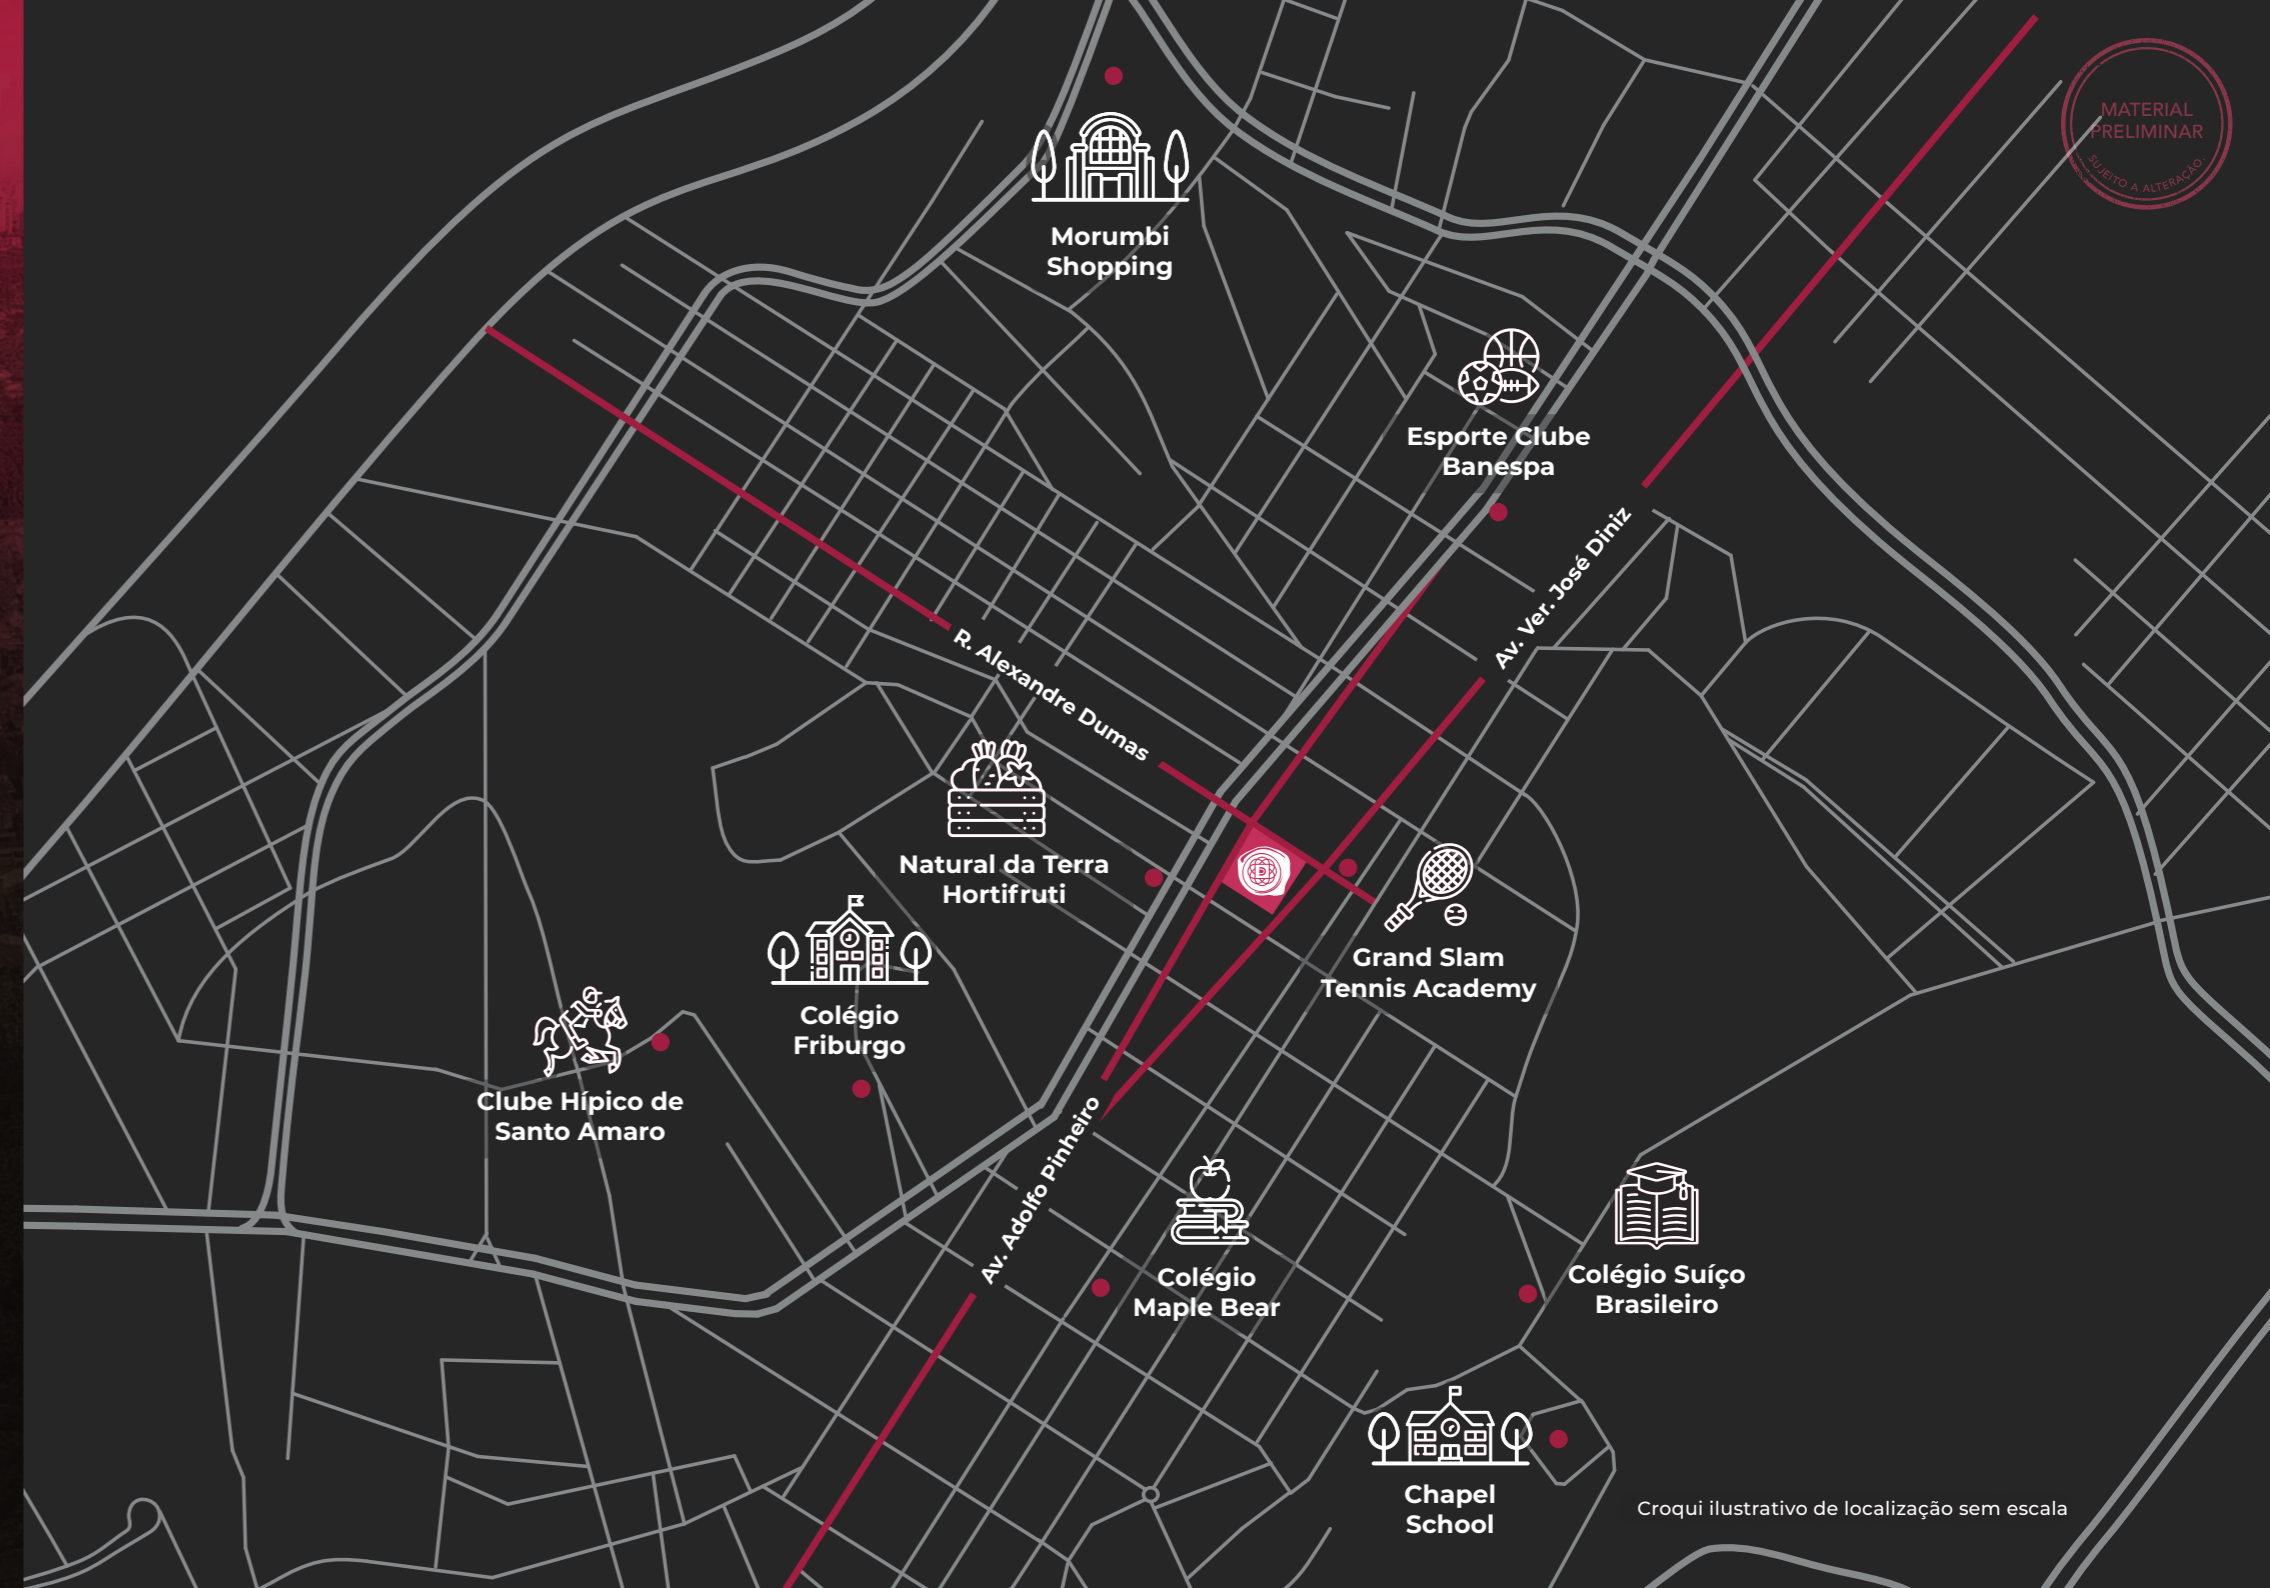 MATERIAL
PRELIMINAR
SUJEITO A ALTERAÇÃO.
Morumbi
Shopping
Esporte Clube
Banespa
Av. Ver. José Diniz
R. Alexandre Dumas
Natural da Terra
Hortifruti
Grand Slam
Tennis Academy
Colégio
Friburgo
Clube Hípico de
Santo Amaro
Av. Adolfo Pinheiro
Colégio
Maple Bear
Colégio Suíço
Brasileiro
Chapel
School
Croqui ilustrativo de localização sem escala